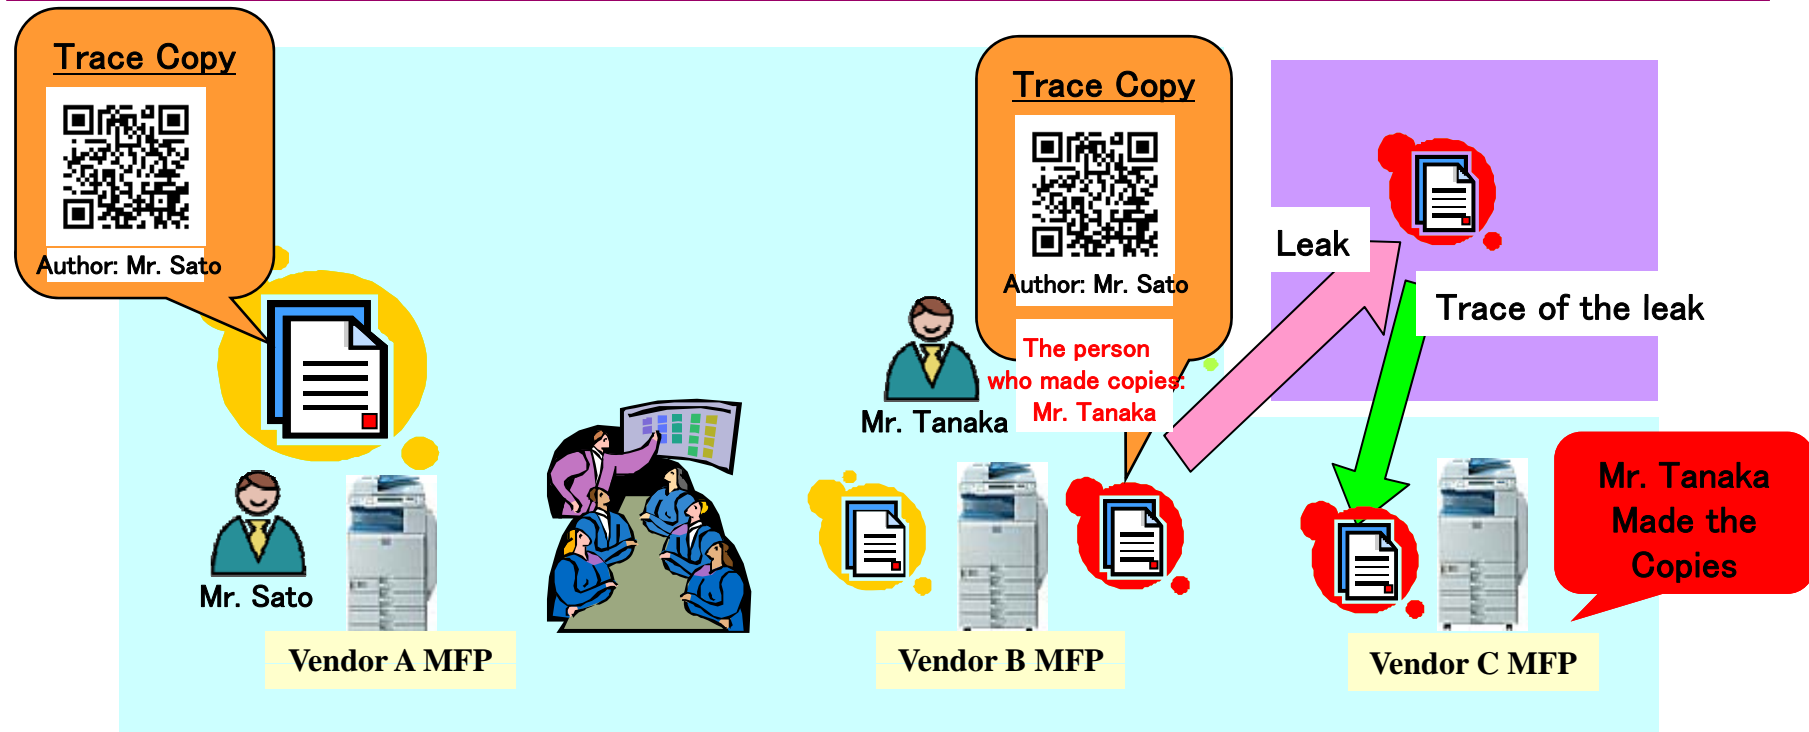 Trace Copy
Author: Mr. Sato
Mr. Sato
Vendor A MFP
Mr. Tanaka
Trace Copy
Author: Mr. Sato
The person
who made copies:
Mr. Tanaka
Vendor B MFP
Leak
Trace of the leak
Mr. Tanaka
Made the
Copies
Vendor C MFP